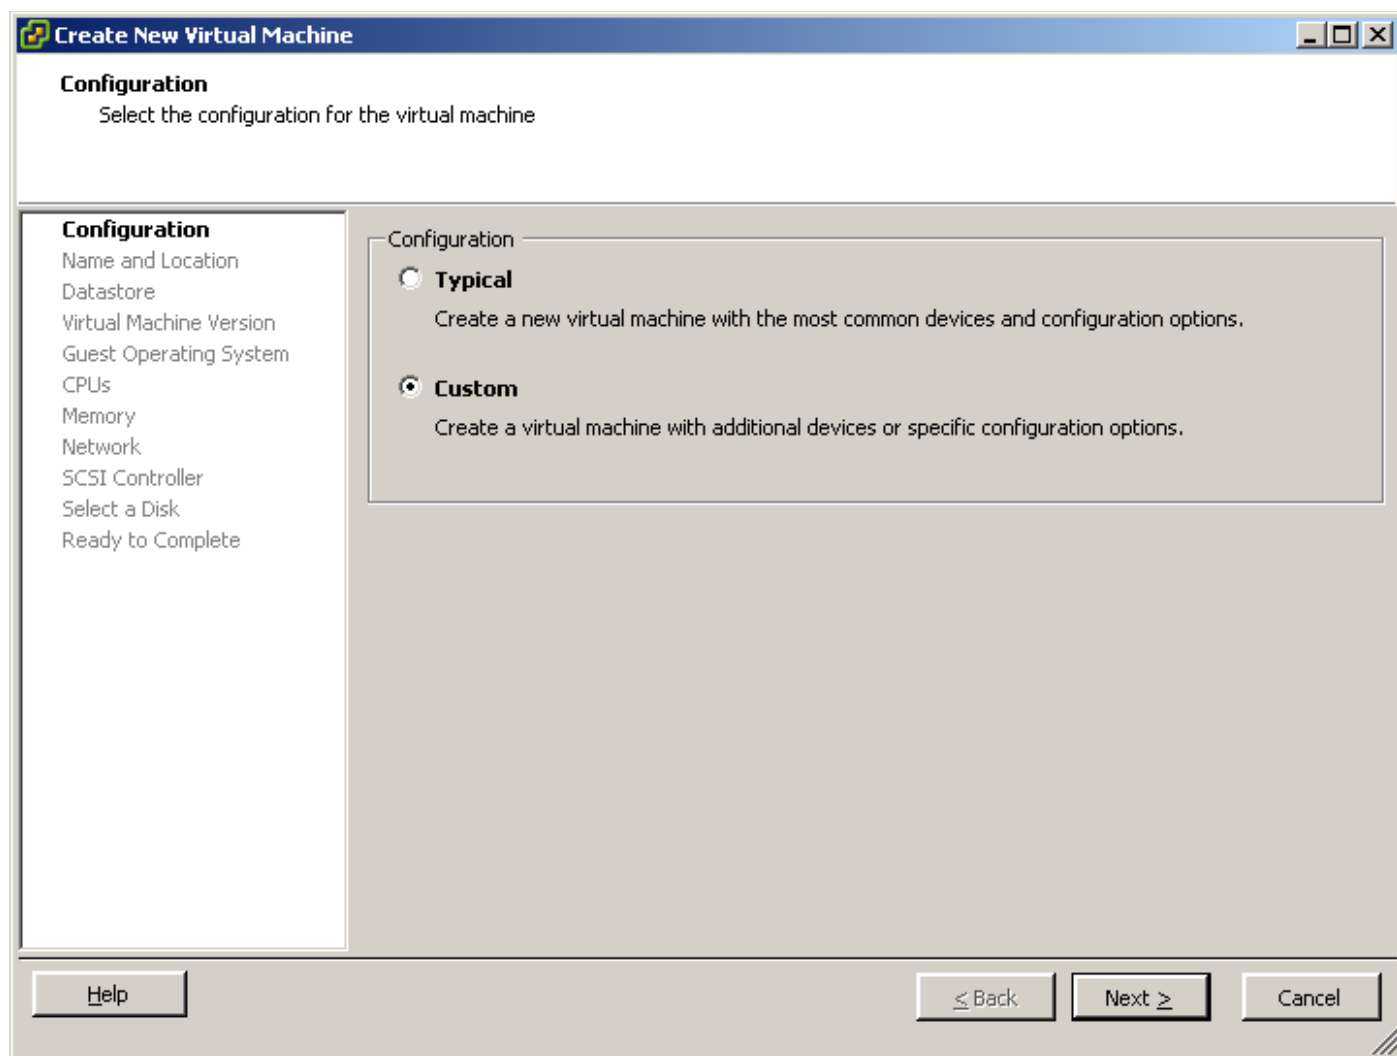 Create New Virtual Machine
Configuration
Select the configuration for the virtual machine
Configuration
Name and Location
Datastore
Virtual Machine Version
Guest Operating System
CPUs
Memory
Network
SCSI Controller
Select a Disk
Ready to Complete
Configuration
Typical
Create a new virtual machine with the most common devices and configuration options.
Custom
Create a virtual machine with additional devices or specific configuration options.
Help
≤ Back
Next ≥
Cancel